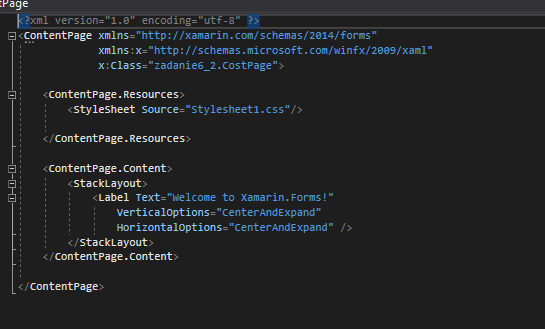 tPage
<?xml version="1.0" encoding="utf-8" ?>
<ContentPage xmlns="http://xamarin.com/schemas/2014/forms"
xmlns:x="http://schemas.microsoft.com/winfx/2009/xaml"
x:Class="zadanie6_2.CostPage">
<ContentPage.Resources>
<StyleSheet Source="Stylesheet1.css"/>
</ContentPage.Resources>
<ContentPage.Content>
<StackLayout>
<Label Text="Welcome to Xamarin.Forms!"
VerticalOptions="CenterAndExpand"
HorizontalOptions="CenterAndExpand" />
</StackLayout>
</ContentPage.Content>
</ContentPage>